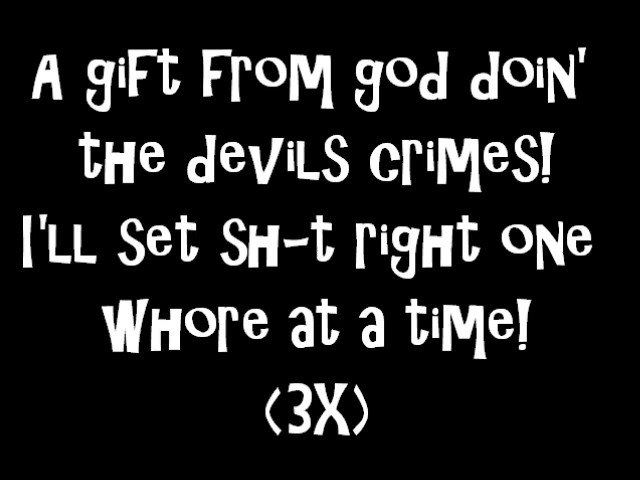 A gift from god doin'
the devils crimes!
I'll set sh-t right one
whore at a time!
(3X)